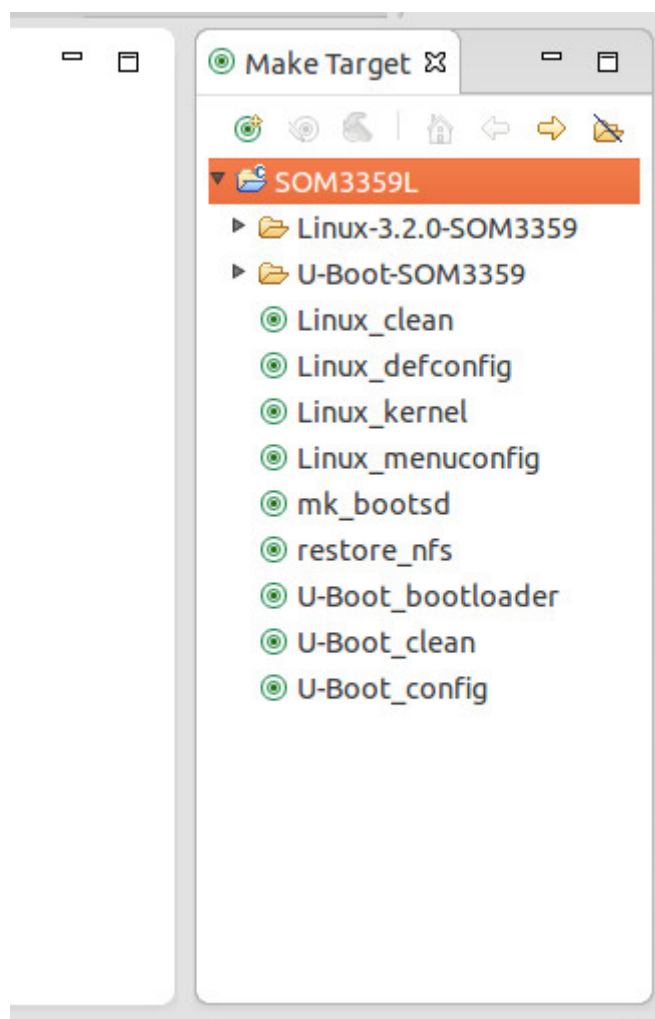 Make Target
SOM3359L
Linux-3.2.0-SOM3359
U-Boot-SOM3359
Linux_clean
Linux_defconfig
Linux_kernel
Linux_menuconfig
mk_bootsd
restore_nfs
U-Boot_bootloader
U-Boot_clean
U-Boot_config